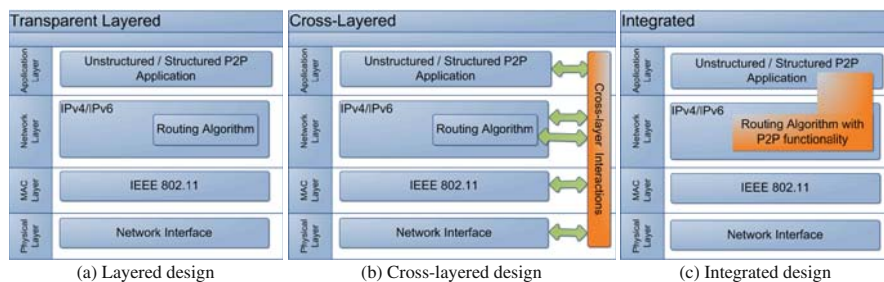 Transparent Layered
Application
Layer
Unstructured / Structured P2P
Application
Network
Layer
IPv4/IPv6
Routing Algorithm
MAC
Layer
IEEE 802.11
Physical
Layer
Network Interface
(a) Layered design
Cross-Layered
Application
Layer
Unstructured / Structured P2P
Application
Network
Layer
IPv4/IPv6
Routing Algorithm
MAC
Layer
IEEE 802.11
Physical
Layer
Network Interface
Cross-layer Interactions
(b) Cross-layered design
Integrated
Application
Layer
Unstructured / Structured P2P
Application
Network
Layer
IPv4/IPv6
Routing Algorithm with
P2P functionality
MAC
Layer
IEEE 802.11
Physical
Layer
Network Interface
(c) Integrated design